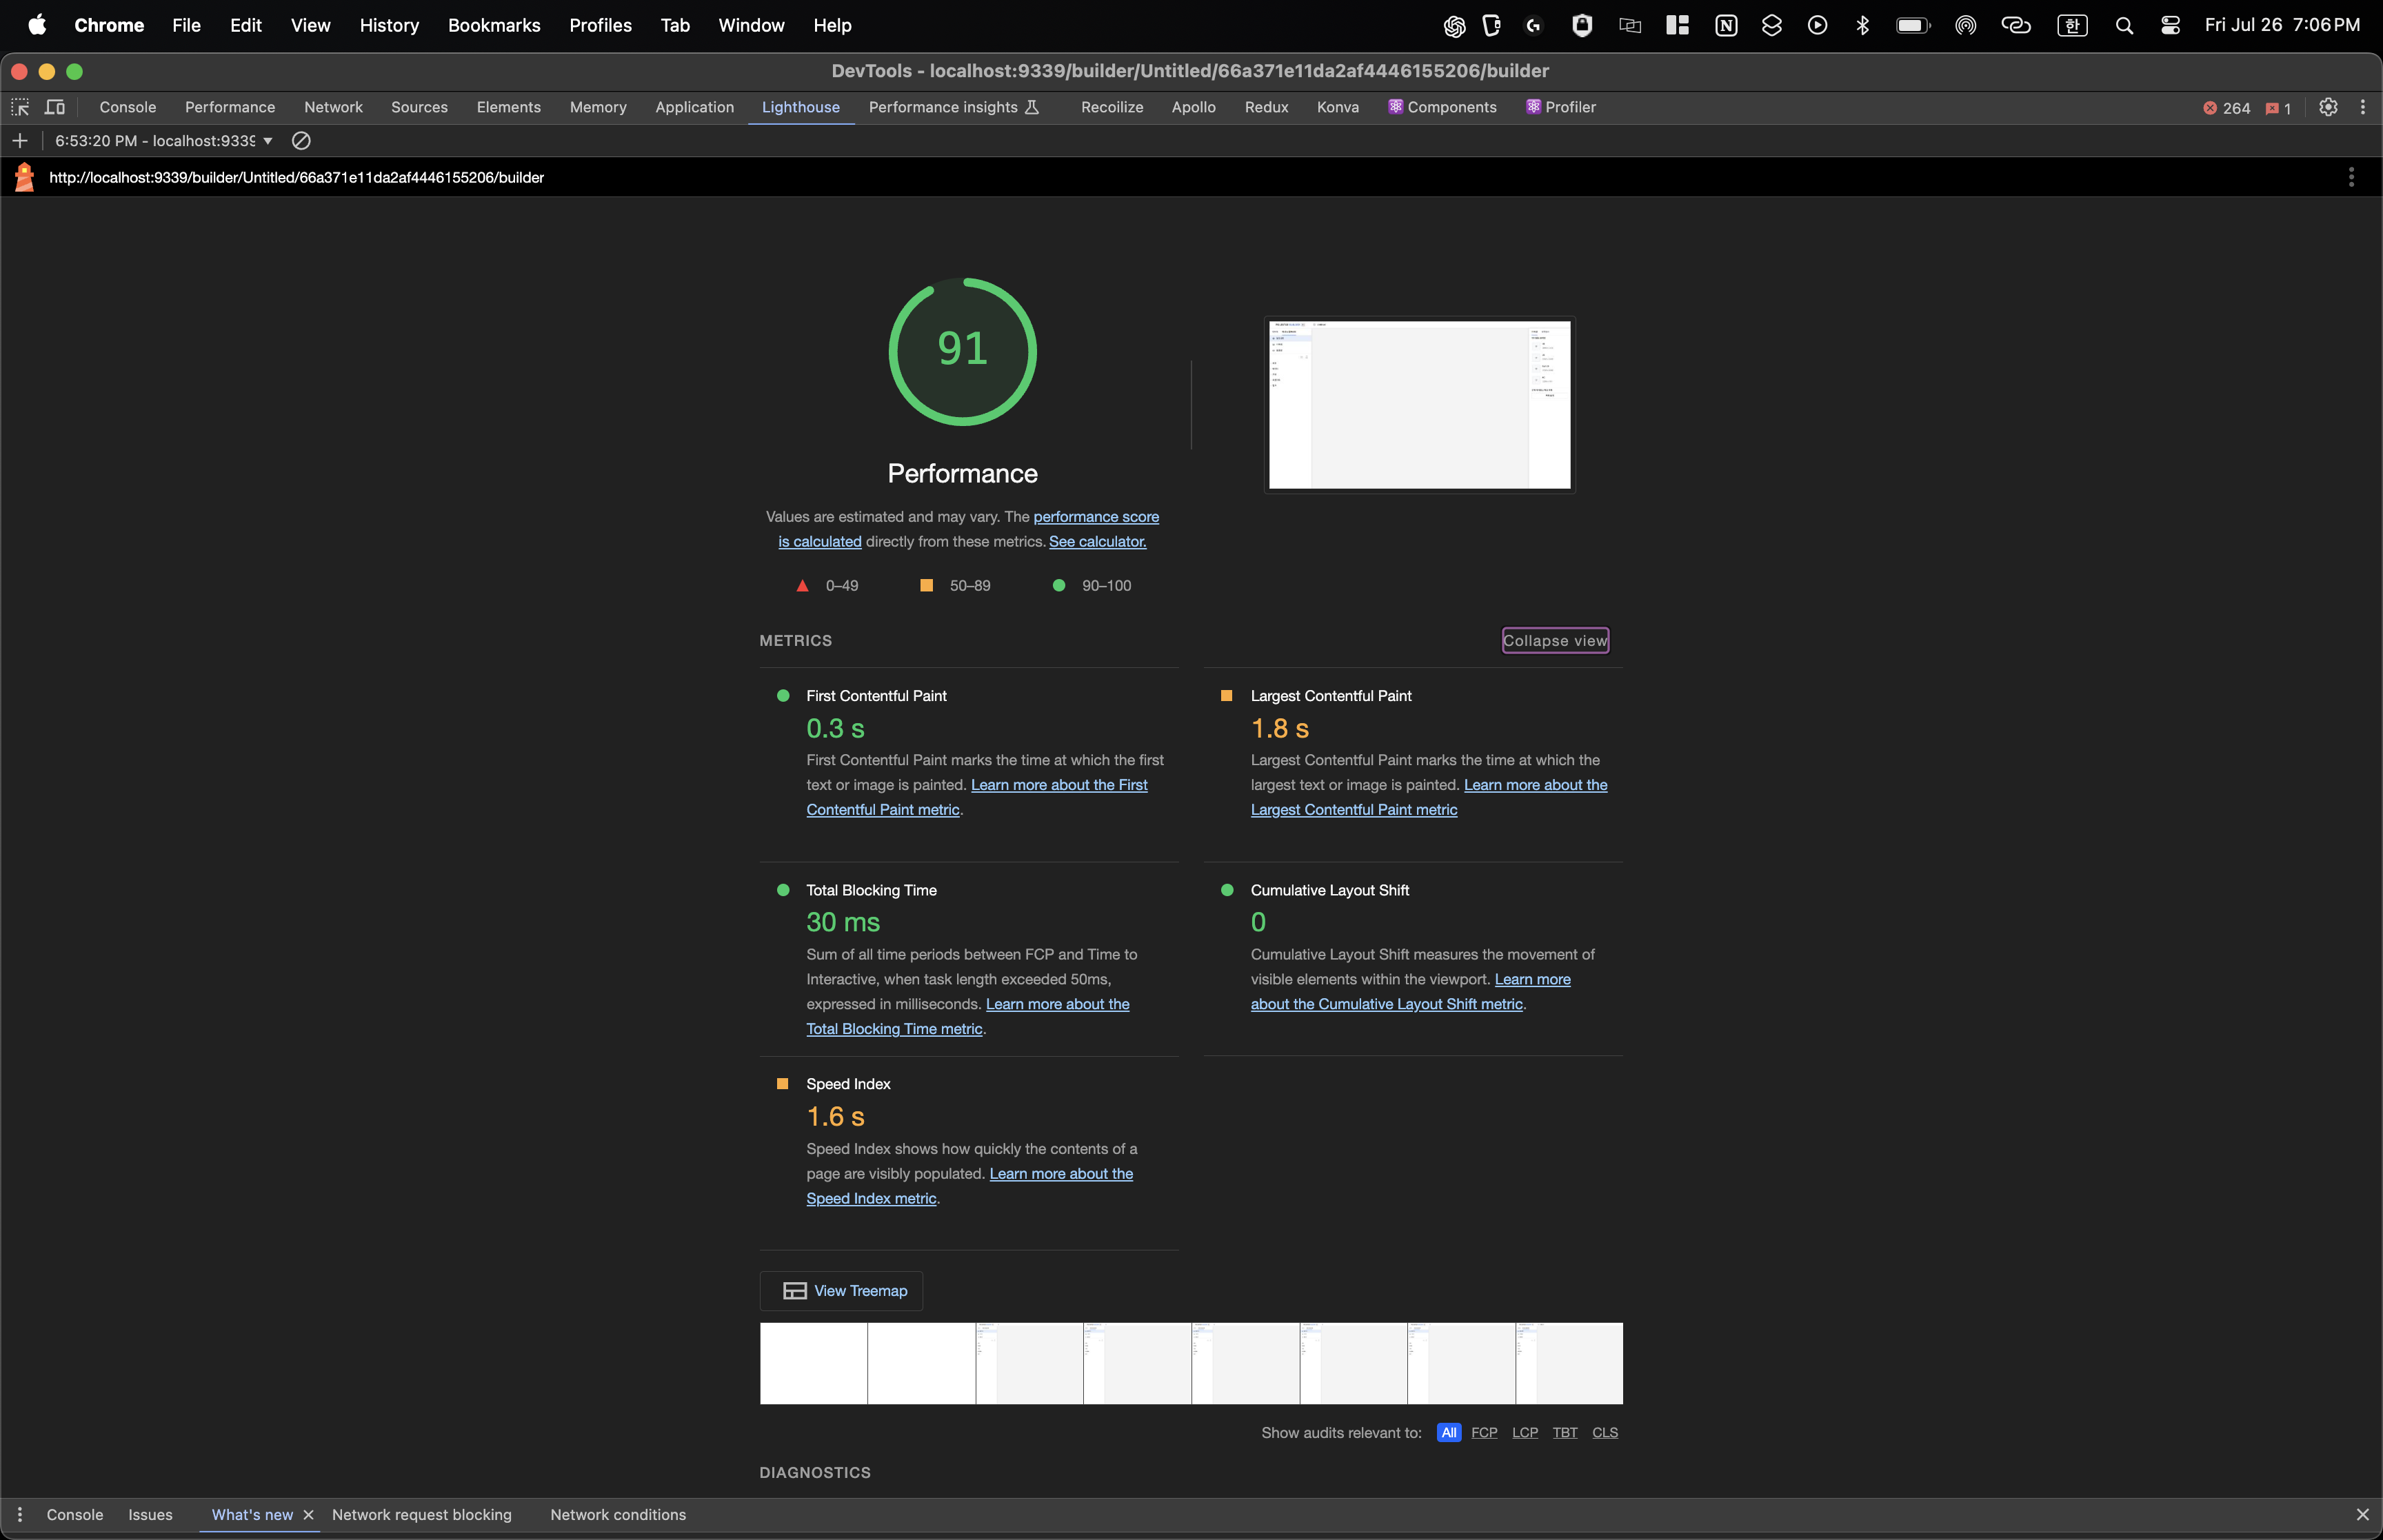 Chrome File Edit View History Bookmarks Profiles Tab Window Help 한 Fri Jul 26 7:06 PM
DevTools - localhost:9339/builder/Untitled/66a371e11da2af4446155206/builder
Console Performance Network Sources Elements Memory Application Lighthouse Performance insights Recoilize Apollo Redux Konva Components Profiler 264 1
6:53:20 PM - localhost:9339
http://localhost:9339/builder/Untitled/66a371e11da2af4446155206/builder
91
Performance
Values are estimated and may vary. The performance score
is calculated directly from these metrics. See calculator.
0–49 50–89 90–100
METRICS
Collapse view
First Contentful Paint
0.3 s
First Contentful Paint marks the time at which the first
text or image is painted. Learn more about the First
Contentful Paint metric.
Largest Contentful Paint
1.8 s
Largest Contentful Paint marks the time at which the
largest text or image is painted. Learn more about the
Largest Contentful Paint metric
Total Blocking Time
30 ms
Sum of all time periods between FCP and Time to
Interactive, when task length exceeded 50ms,
expressed in milliseconds. Learn more about the
Total Blocking Time metric.
Cumulative Layout Shift
0
Cumulative Layout Shift measures the movement of
visible elements within the viewport. Learn more
about the Cumulative Layout Shift metric.
Speed Index
1.6 s
Speed Index shows how quickly the contents of a
page are visibly populated. Learn more about the
Speed Index metric.
View Treemap
Show audits relevant to: All FCP LCP TBT CLS
DIAGNOSTICS
Console Issues What's new Network request blocking Network conditions